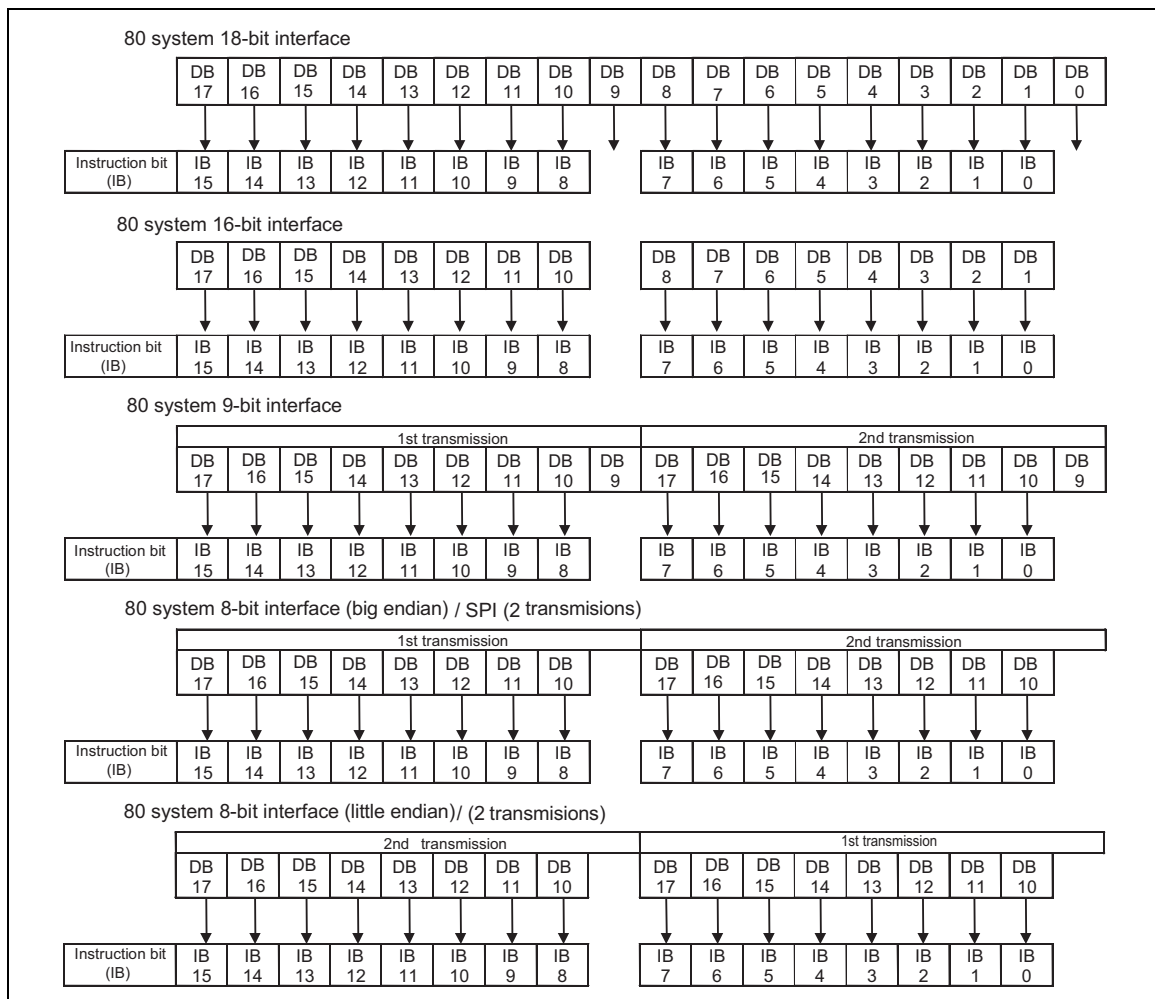 80 system 18-bit interface
DB 17 DB 16 DB 15 DB 14 DB 13 DB 12 DB 11 DB 10 DB 9 DB 8 DB 7 DB 6 DB 5 DB 4 DB 3 DB 2 DB 1 DB 0
Instruction bit (IB) IB 15 IB 14 IB 13 IB 12 IB 11 IB 10 IB 9 IB 8 IB 7 IB 6 IB 5 IB 4 IB 3 IB 2 IB 1 IB 0
80 system 16-bit interface
DB 17 DB 16 DB 15 DB 14 DB 13 DB 12 DB 11 DB 10 DB 8 DB 7 DB 6 DB 5 DB 4 DB 3 DB 2 DB 1
Instruction bit (IB) IB 15 IB 14 IB 13 IB 12 IB 11 IB 10 IB 9 IB 8 IB 7 IB 6 IB 5 IB 4 IB 3 IB 2 IB 1 IB 0
80 system 9-bit interface
1st transmission 2nd transmission
DB 17 DB 16 DB 15 DB 14 DB 13 DB 12 DB 11 DB 10 DB 9 DB 17 DB 16 DB 15 DB 14 DB 13 DB 12 DB 11 DB 10 DB 9
Instruction bit (IB) IB 15 IB 14 IB 13 IB 12 IB 11 IB 10 IB 9 IB 8 IB 7 IB 6 IB 5 IB 4 IB 3 IB 2 IB 1 IB 0
80 system 8-bit interface (big endian) / SPI (2 transmisions)
1st transmission 2nd transmission
DB 17 DB 16 DB 15 DB 14 DB 13 DB 12 DB 11 DB 10 DB 17 DB 16 DB 15 DB 14 DB 13 DB 12 DB 11 DB 10
Instruction bit (IB) IB 15 IB 14 IB 13 IB 12 IB 11 IB 10 IB 9 IB 8 IB 7 IB 6 IB 5 IB 4 IB 3 IB 2 IB 1 IB 0
80 system 8-bit interface (little endian)/ (2 transmisions)
2nd transmission 1st transmission
DB 17 DB 16 DB 15 DB 14 DB 13 DB 12 DB 11 DB 10 DB 17 DB 16 DB 15 DB 14 DB 13 DB 12 DB 11 DB 10
Instruction bit (IB) IB 15 IB 14 IB 13 IB 12 IB 11 IB 10 IB 9 IB 8 IB 7 IB 6 IB 5 IB 4 IB 3 IB 2 IB 1 IB 0